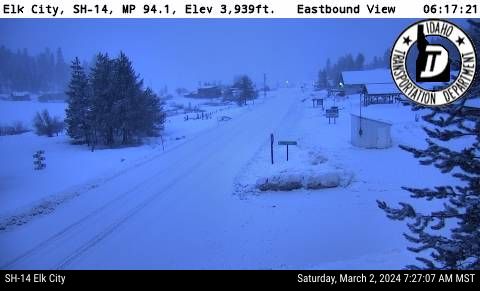 Elk City, SH-14, MP 94.1, Elev 3,939ft. Eastbound View 06:17:21
IDAHO
TRANSPORTATION DEPARTMENT
SH-14 Elk City Saturday, March 2, 2024 7:27:07 AM MST